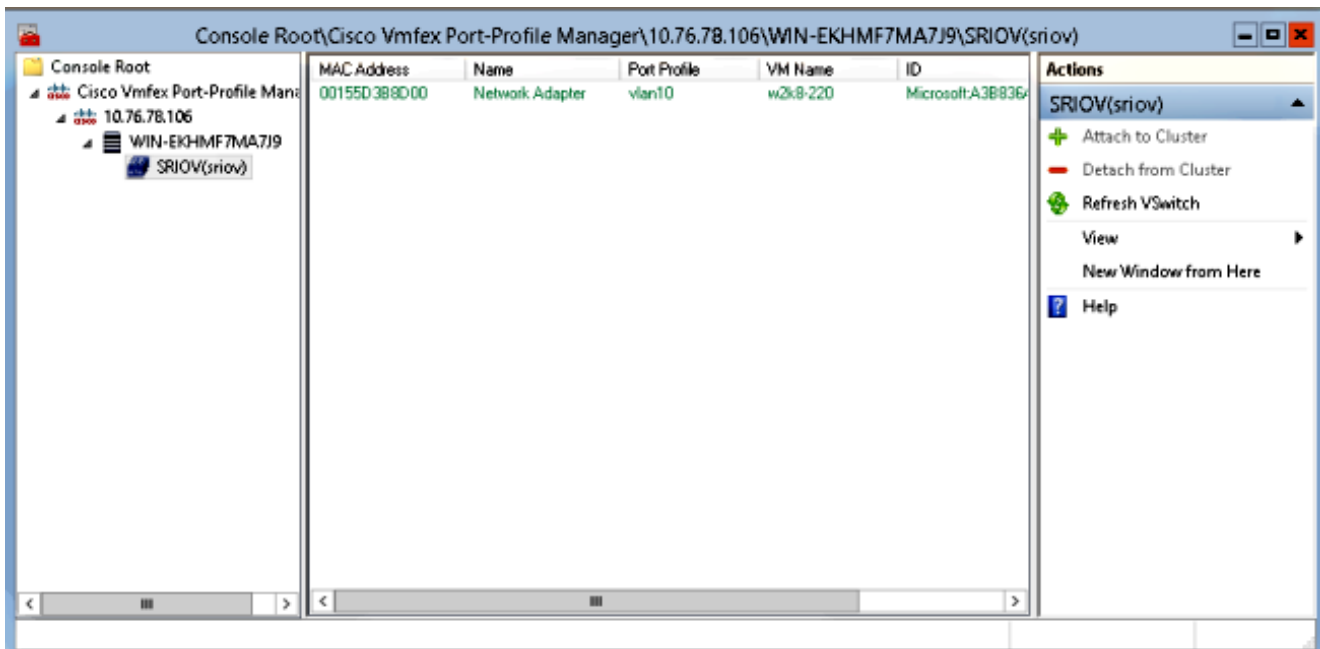 Console Root\Cisco Vmfex Port-Profile Manager\10.76.78.106\WIN-EKHMF7MA7J9\SRIOV(sriov)
Console Root
Cisco Vmfex Port-Profile Mana
10.76.78.106
WIN-EKHMF7MA7J9
SRIOV(sriov)
MAC Address Name Port Profile VM Name ID
00155D3B8D00 Network Adapter vlan10 w2k8-220 Microsoft:A3B836A
Actions
SRIOV(sriov)
Attach to Cluster
Detach from Cluster
Refresh VSwitch
View
New Window from Here
Help